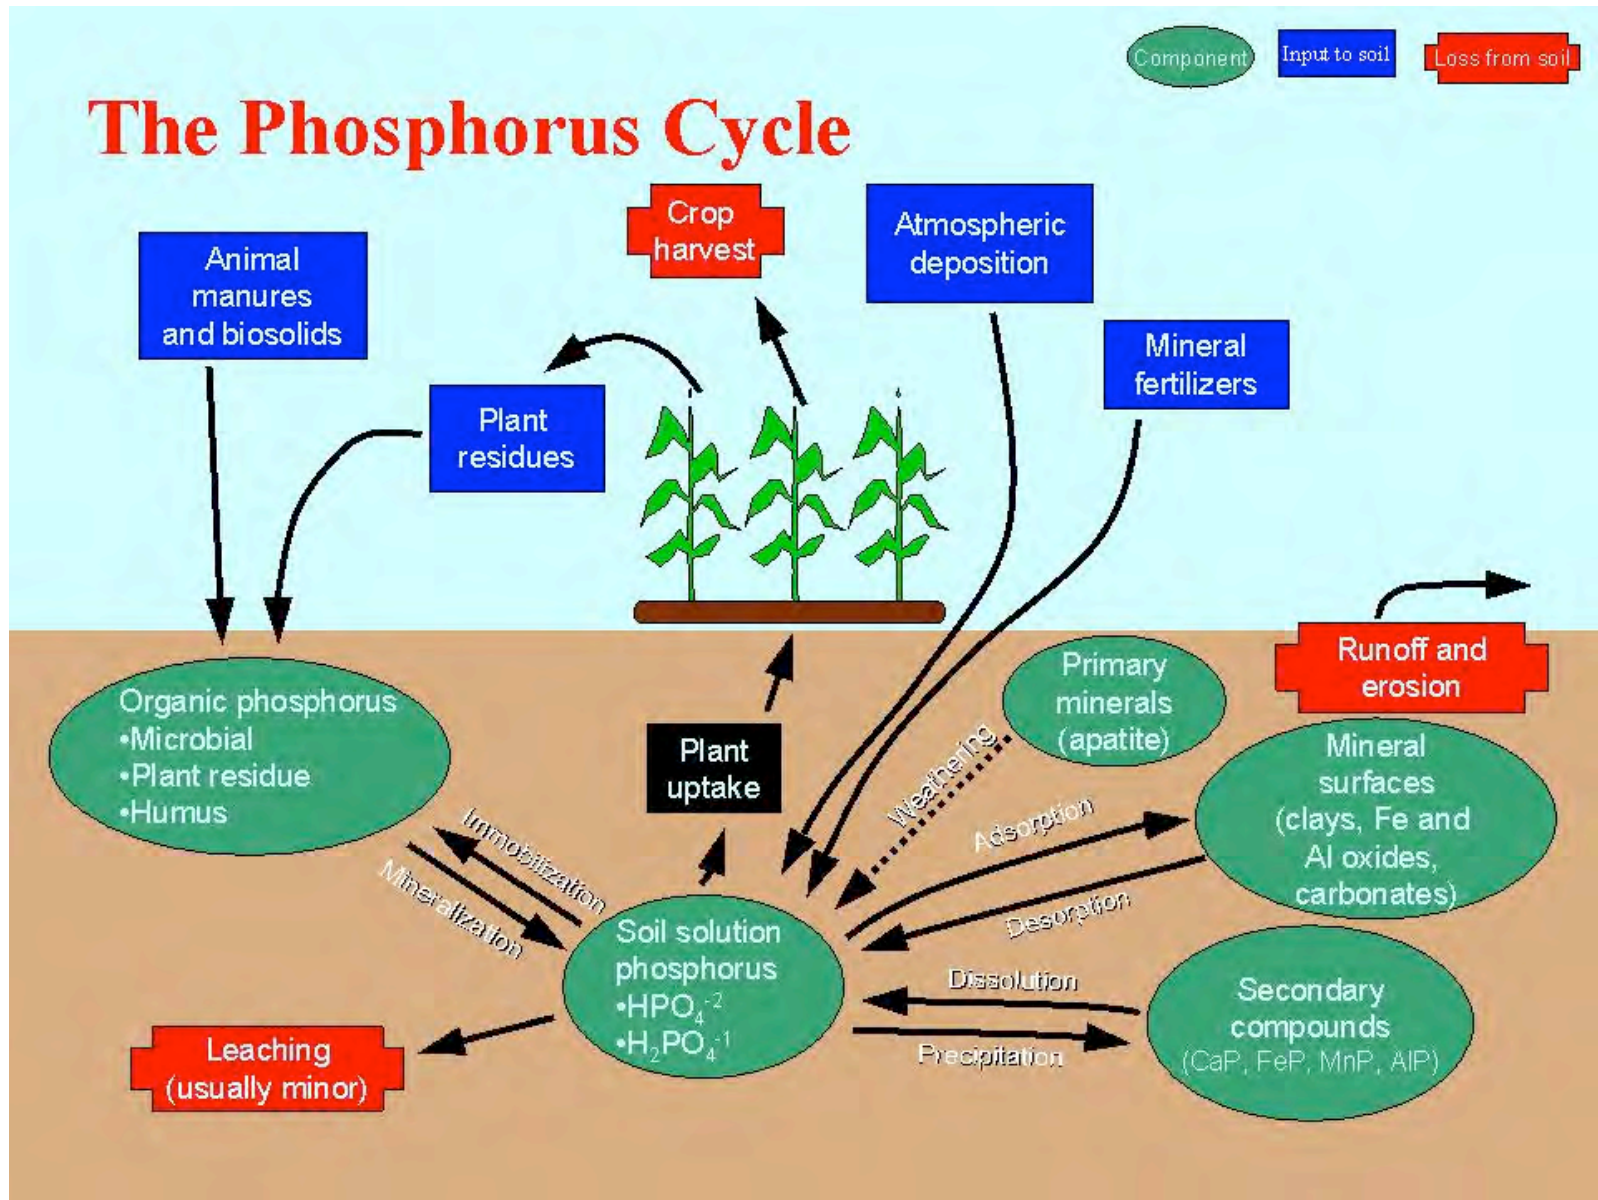 Component
Input to soil
Loss from soil
The Phosphorus Cycle
Crop
harvest
Atmospheric
deposition
Animal
manures
and biosolids
Mineral
fertilizers
Plant
residues
Primary
minerals
(apatite)
Runoff and
erosion
Organic phosphorus
•Microbial
•Plant residue
•Humus
Plant
uptake
Weathering
Mineral
surfaces
(clays, Fe and
Al oxides,
carbonates)
Adsorption
Desorption
Immobilization
Mineralization
Soil solution
phosphorus
•HPO₄⁻²
•H₂PO₄⁻¹
Dissolution
Precipitation
Secondary
compounds
(CaP, FeP, MnP, AlP)
Leaching
(usually minor)